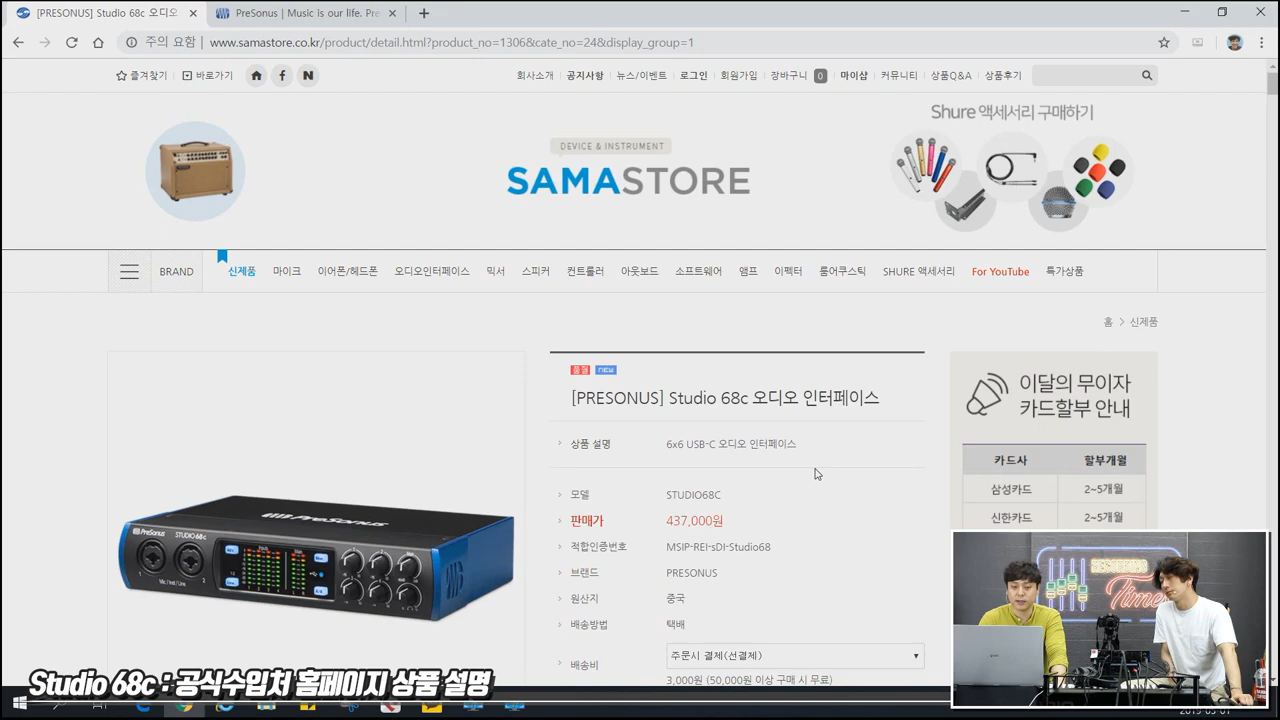 [PRESONUS] Studio 68c 오디오
PreSonus | Music is our life. Pre
주의 요함 | www.samastore.co.kr/product/detail.html?product_no=1306&cate_no=24&display_group=1
즐겨찾기 바로가기 f N 회사소개 공지사항 뉴스/이벤트 로그인 회원가입 장바구니 0 마이샵 커뮤니티 상품Q&A 상품후기
Shure 액세서리 구매하기
DEVICE & INSTRUMENT
SAMASTORE
BRAND 신제품 마이크 이어폰/헤드폰 오디오인터페이스 믹서 스피커 컨트롤러 아웃보드 소프트웨어 앰프 이펙터 롤어쿠스틱 SHURE 액세서리 For YouTube 특가상품
홈 > 신제품
품절 NEW
[PRESONUS] Studio 68c 오디오 인터페이스
상품 설명 6x6 USB-C 오디오 인터페이스
모델 STUDIO68C
판매가 437,000원
적합인증번호 MSIP-REI-sDI-Studio68
브랜드 PRESONUS
원산지 중국
배송방법 택배
배송비 주문시 결제(선결제)
3,000원 (50,000원 이상 구매 시 무료)
이달의 무이자
카드할부 안내
카드사 할부개월
삼성카드 2~5개월
신한카드 2~5개월
PreSonus
PreSonus STUDIO 68c
1 2
Mic / Inst / Line
Time
Studio 68c : 공식수입처 홈페이지 상품 설명